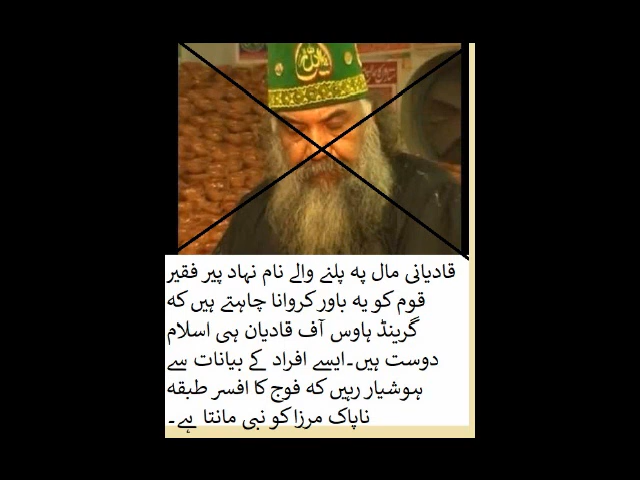 قادیانی مال پہ پلنے والے نام نہاد پیر فقیر
قوم کو یہ باور کروانا چاہتے ہیں کہ
گرینڈ ہاوس آف قادیان ہی اسلام
دوست ہیں۔ایسے افراد کے بیانات سے
ہوشیار رہیں کہ فوج کا افسر طبقہ
ناپاک مرزا کو نبی مانتا ہے۔